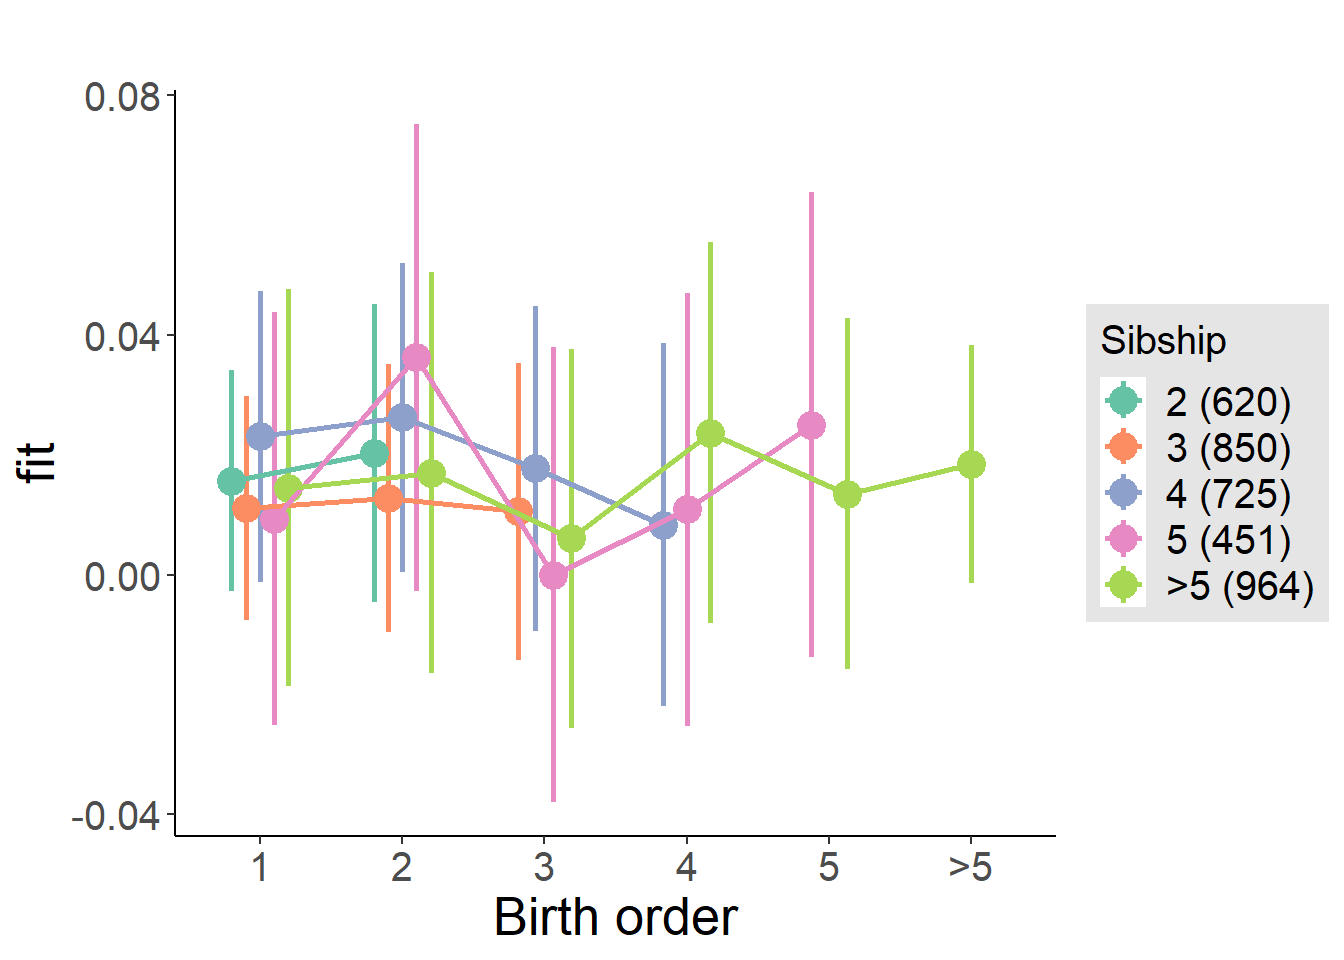 0.08
0.04
0.00
-0.04
fit
1 2 3 4 5 >5
Birth order
Sibship
2 (620)
3 (850)
4 (725)
5 (451)
>5 (964)